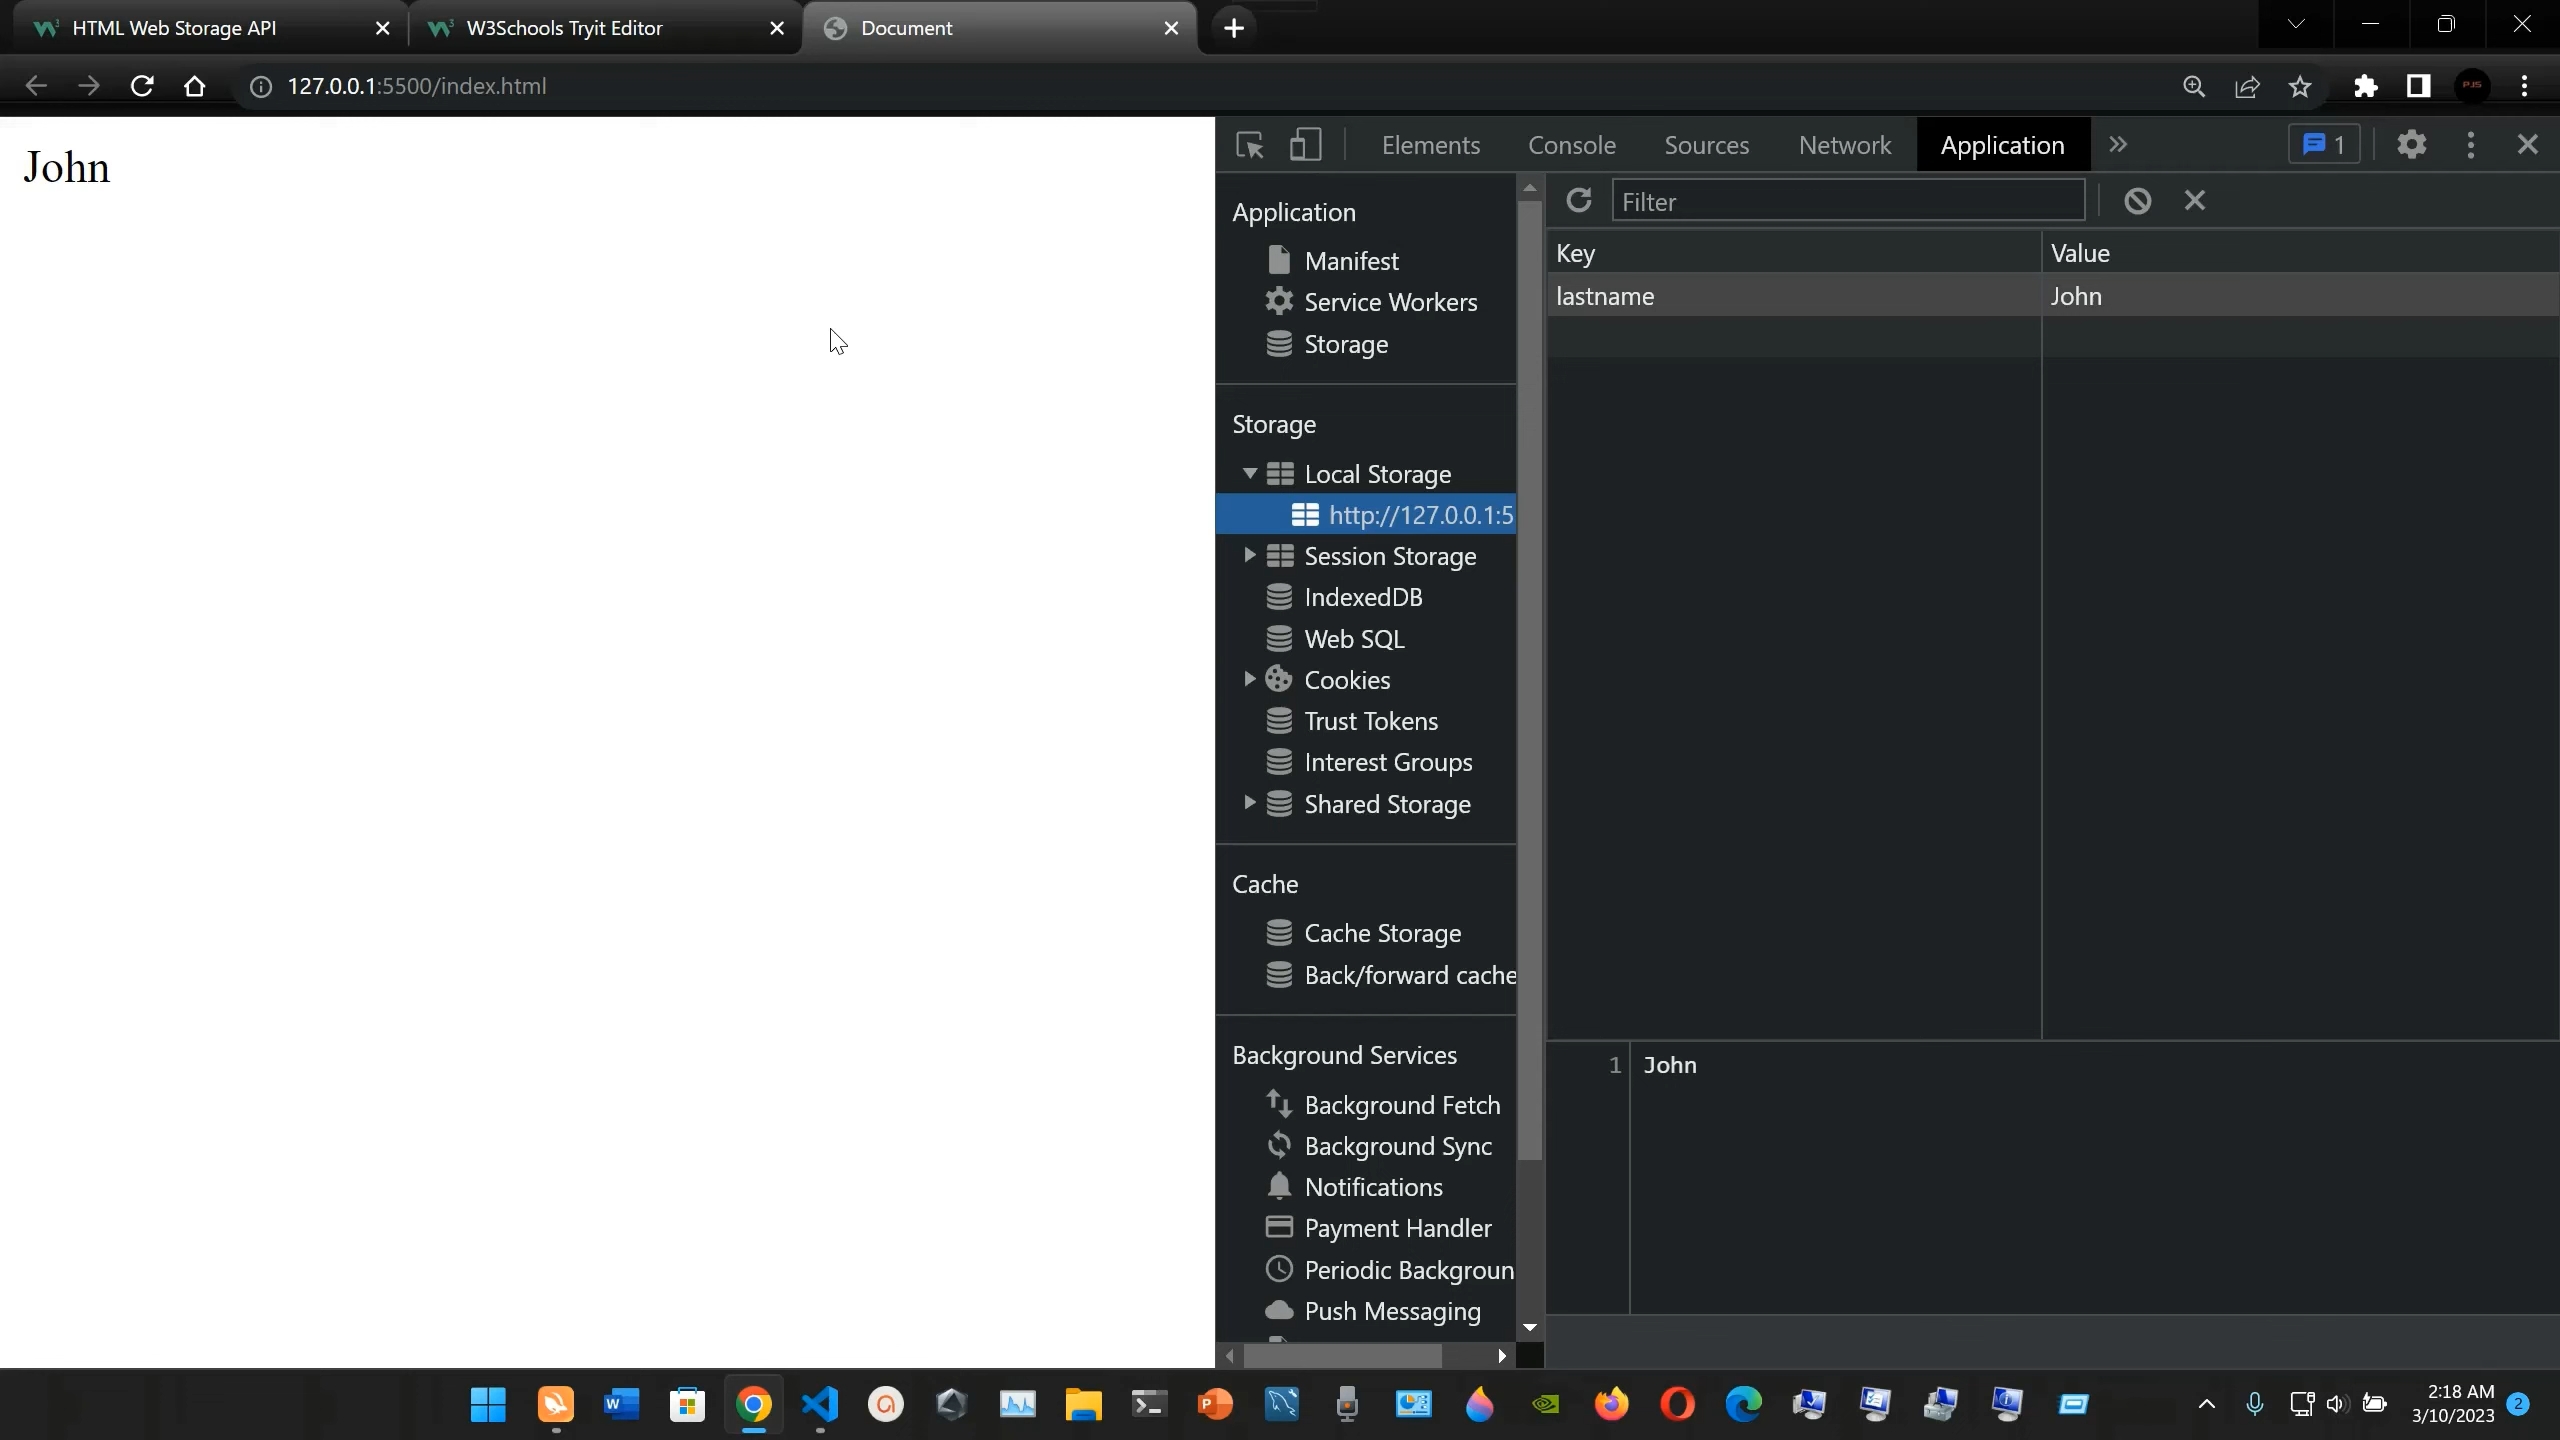 HTML Web Storage API
W3Schools Tryit Editor
Document
127.0.0.1:5500/index.html
John
Elements
Console
Sources
Network
Application
1
Filter
Application
Manifest
Service Workers
Storage
Storage
Local Storage
http://127.0.0.1:5
Session Storage
IndexedDB
Web SQL
Cookies
Trust Tokens
Interest Groups
Shared Storage
Cache
Cache Storage
Back/forward cache
Background Services
Background Fetch
Background Sync
Notifications
Payment Handler
Periodic Backgroun
Push Messaging
Key Value
lastname John
1 John
2:18 AM
3/10/2023
2